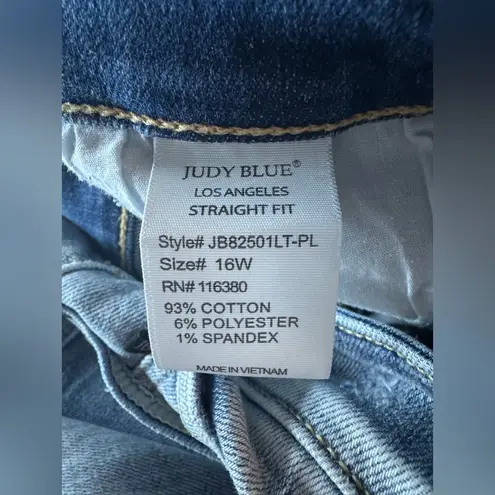 JUDY BLUE®
LOS ANGELES
STRAIGHT FIT
Style# JB82501LT-PL
Size# 16W
RN# 116380
93% COTTON
6% POLYESTER
1% SPANDEX
MADE IN VIETNAM